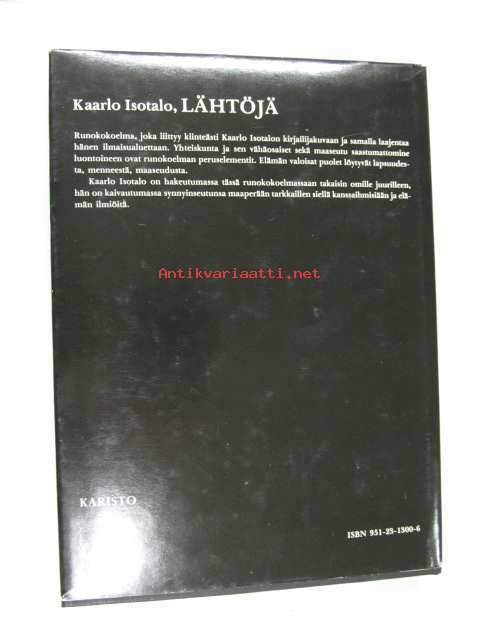 Kaarlo Isotalo, LÄHTÖJÄ
Runokokoelma, joka liittyy kiinteästi Kaarlo Isotalon kirjailijakuvaan ja samalla laajentaa
hänen ilmaisualuettaan. Yhteiskunta ja sen vähäosaiset sekä maaseutu saastumattomine
luontoineen ovat runokoelman peruselementit. Elämän valoisat puolet löytyvät lapsuudes-
ta, menneestä, maaseudusta.
Kaarlo Isotalo on hakeutumassa tässä runokokoelmassaan takaisin omille juurilleen,
hän on kaivautumassa synnyinseutunsa maaperään tarkkaillen siellä kanssaihmisiään ja elä-
män ilmiöitä.
Antikvariaatti.net
KARISTO
ISBN 951-23-1300-6